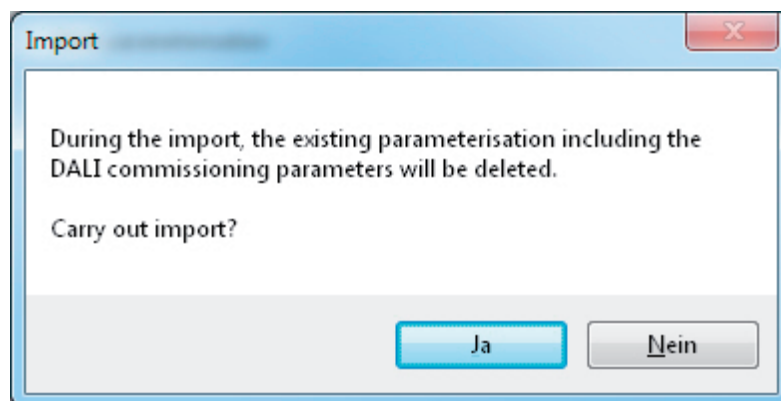 Import
During the import, the existing parameterisation including the
DALI commissioning parameters will be deleted.
Carry out import?
Ja
Nein